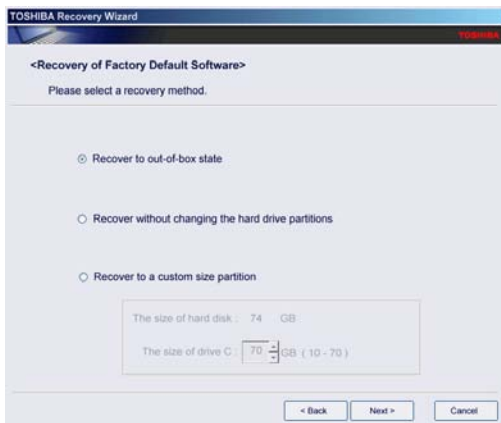 TOSHIBA Recovery Wizard
TOSHIBA
<Recovery of Factory Default Software>
Please select a recovery method.
Recover to out-of-box state
Recover without changing the hard drive partitions
Recover to a custom size partition
The size of hard disk : 74 GB
The size of drive C : 70 GB ( 10 - 70 )
< Back Next > Cancel